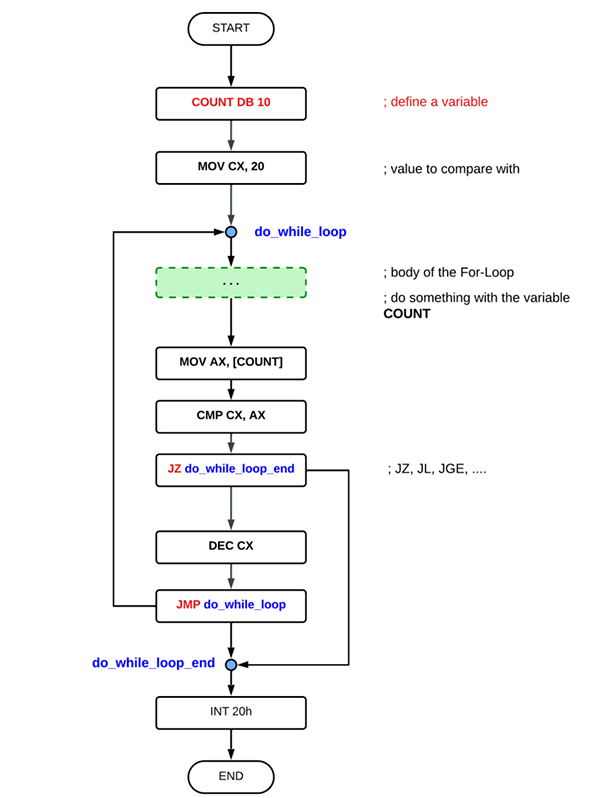 START
COUNT DB 10
; define a variable
MOV CX, 20
; value to compare with
do_while_loop
...
; body of the For-Loop
; do something with the variable
COUNT
MOV AX, [COUNT]
CMP CX, AX
JZ do_while_loop_end
; JZ, JL, JGE, ....
DEC CX
JMP do_while_loop
do_while_loop_end
INT 20h
END